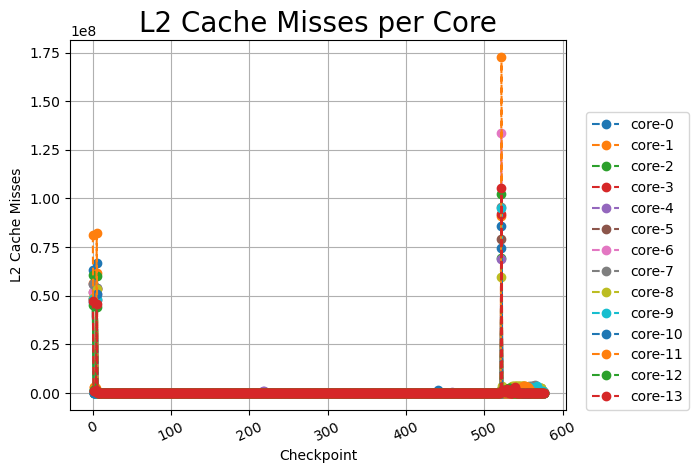 L2 Cache Misses per Core
1e8
1.75
1.50
1.25
1.00
0.75
0.50
0.25
0.00
L2 Cache Misses
0 100 200 300 400 500 600
Checkpoint
core-0
core-1
core-2
core-3
core-4
core-5
core-6
core-7
core-8
core-9
core-10
core-11
core-12
core-13